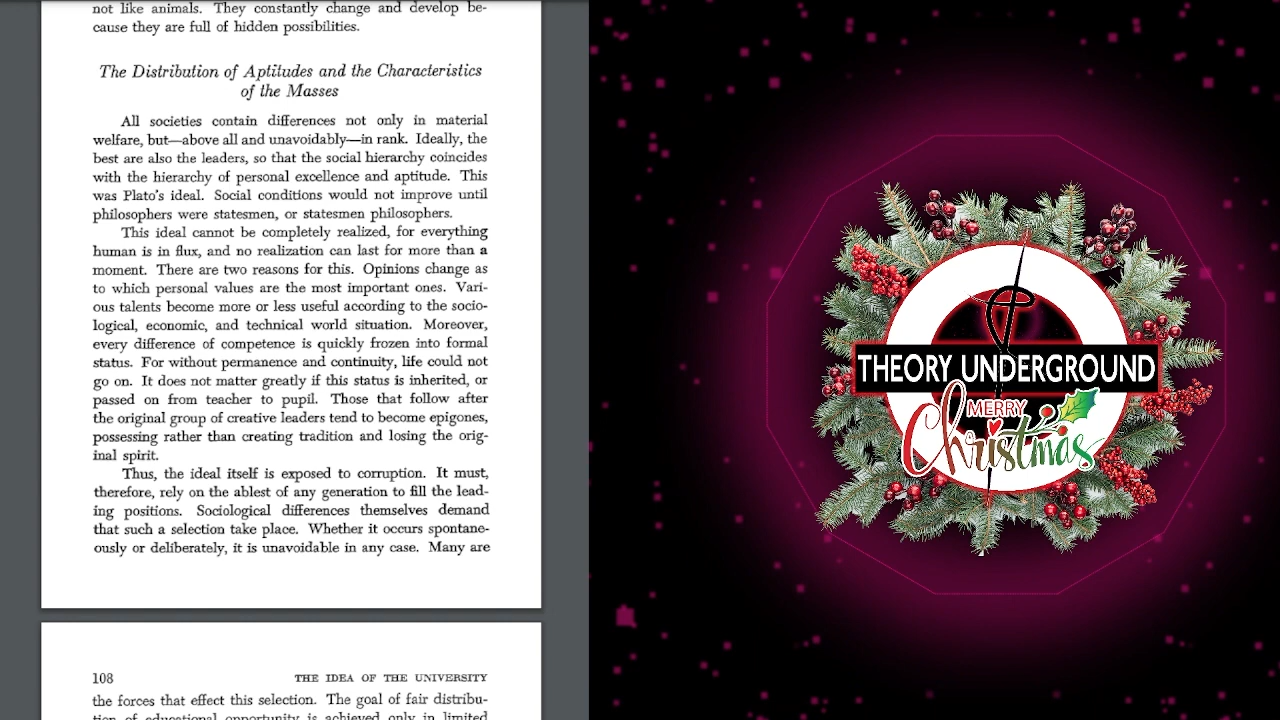 not like animals. They constantly change and develop be-
cause they are full of hidden possibilities.
The Distribution of Aptitudes and the Characteristics
of the Masses
All societies contain differences not only in material
welfare, but—above all and unavoidably—in rank. Ideally, the
best are also the leaders, so that the social hierarchy coincides
with the hierarchy of personal excellence and aptitude. This
was Plato's ideal. Social conditions would not improve until
philosophers were statesmen, or statesmen philosophers.
This ideal cannot be completely realized, for everything
human is in flux, and no realization can last for more than a
moment. There are two reasons for this. Opinions change as
to which personal values are the most important ones. Vari-
ous talents become more or less useful according to the socio-
logical, economic, and technical world situation. Moreover,
every difference of competence is quickly frozen into formal
status. For without permanence and continuity, life could not
go on. It does not matter greatly if this status is inherited, or
passed on from teacher to pupil. Those that follow after
the original group of creative leaders tend to become epigones,
possessing rather than creating tradition and losing the orig-
inal spirit.
Thus, the ideal itself is exposed to corruption. It must,
therefore, rely on the ablest of any generation to fill the lead-
ing positions. Sociological differences themselves demand
that such a selection take place. Whether it occurs spontane-
ously or deliberately, it is unavoidable in any case. Many are
108 THE IDEA OF THE UNIVERSITY
the forces that effect this selection. The goal of fair distribu-
tion of educational opportunity is achieved only in limited
THEORY UNDERGROUND
MERRY
Christmas